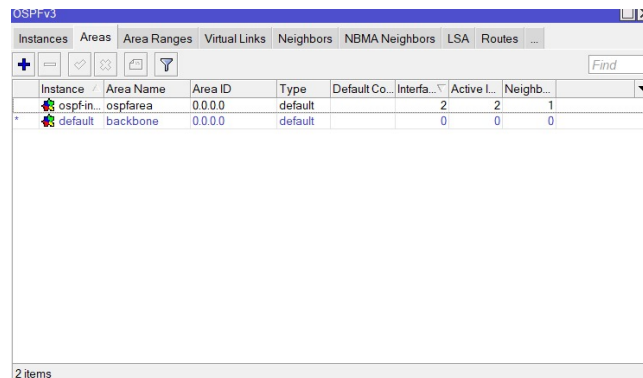 OSPFv3
Instances Areas Area Ranges Virtual Links Neighbors NBMA Neighbors LSA Routes ...
Find
Instance Area Name Area ID Type Default Co... Interfa... Active I... Neighb...
ospf-in... ospfarea 0.0.0.0 default 2 2 1
* default backbone 0.0.0.0 default 0 0 0
2 items